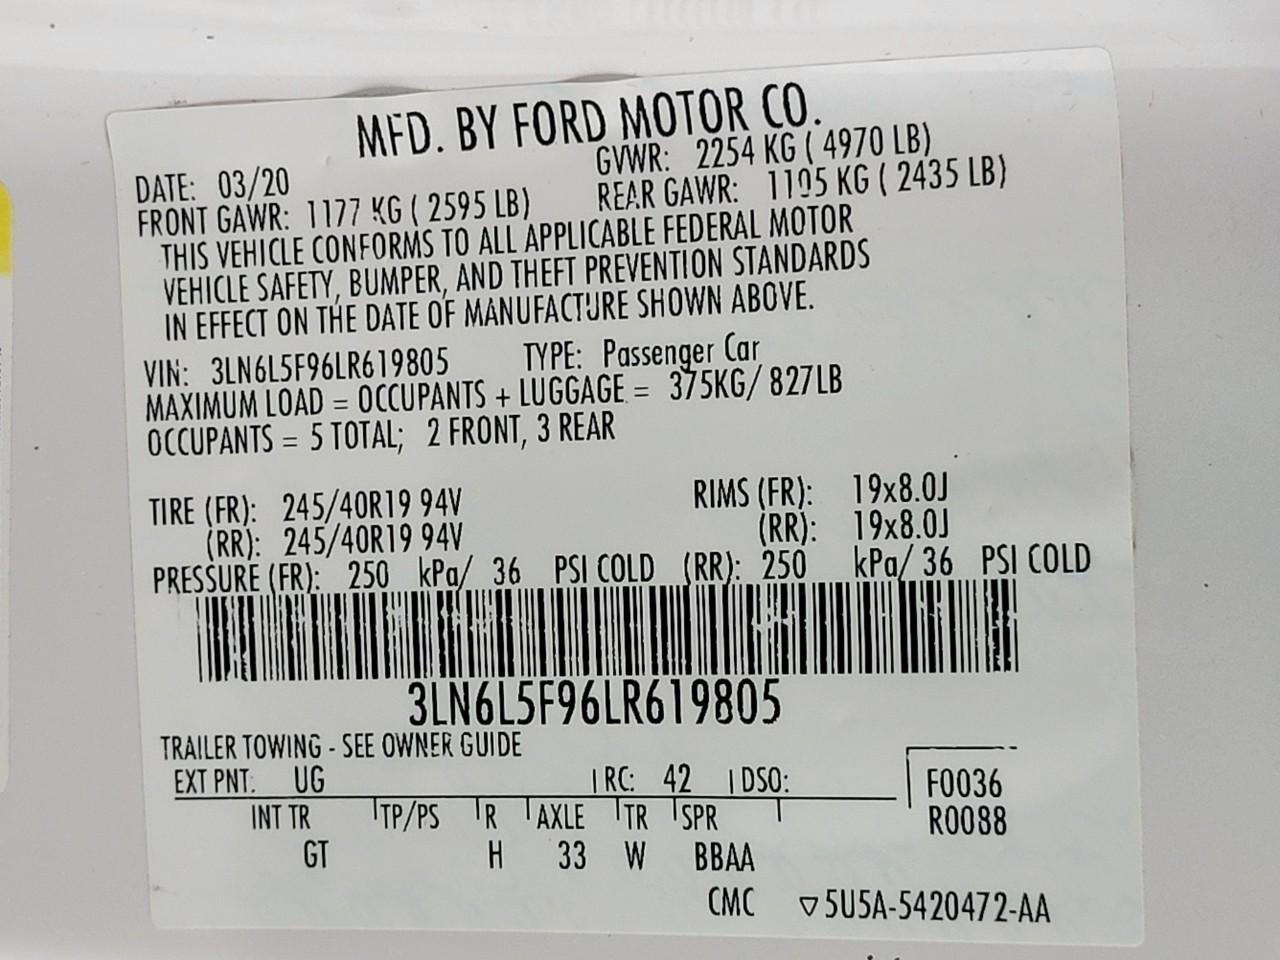 MFD. BY FORD MOTOR CO.
DATE: 03/20 GVWR: 2254 KG ( 4970 LB)
FRONT GAWR: 1177 KG ( 2595 LB) REAR GAWR: 1105 KG ( 2435 LB)
THIS VEHICLE CONFORMS TO ALL APPLICABLE FEDERAL MOTOR
VEHICLE SAFETY, BUMPER, AND THEFT PREVENTION STANDARDS
IN EFFECT ON THE DATE OF MANUFACTURE SHOWN ABOVE.
VIN: 3LN6L5F96LR619805 TYPE: Passenger Car
MAXIMUM LOAD = OCCUPANTS + LUGGAGE = 375KG/ 827LB
OCCUPANTS = 5 TOTAL; 2 FRONT, 3 REAR
TIRE (FR): 245/40R19 94V RIMS (FR): 19x8.0J
(RR): 245/40R19 94V (RR): 19x8.0J
PRESSURE (FR): 250 kPa/ 36 PSI COLD (RR): 250 kPa/ 36 PSI COLD
3LN6L5F96LR619805
TRAILER TOWING - SEE OWNER GUIDE
EXT PNT: UG RC: 42 DSO: F0036
INT TR TP/PS R AXLE TR SPR R0088
GT H 33 W BBAA
CMC ▽5U5A-5420472-AA